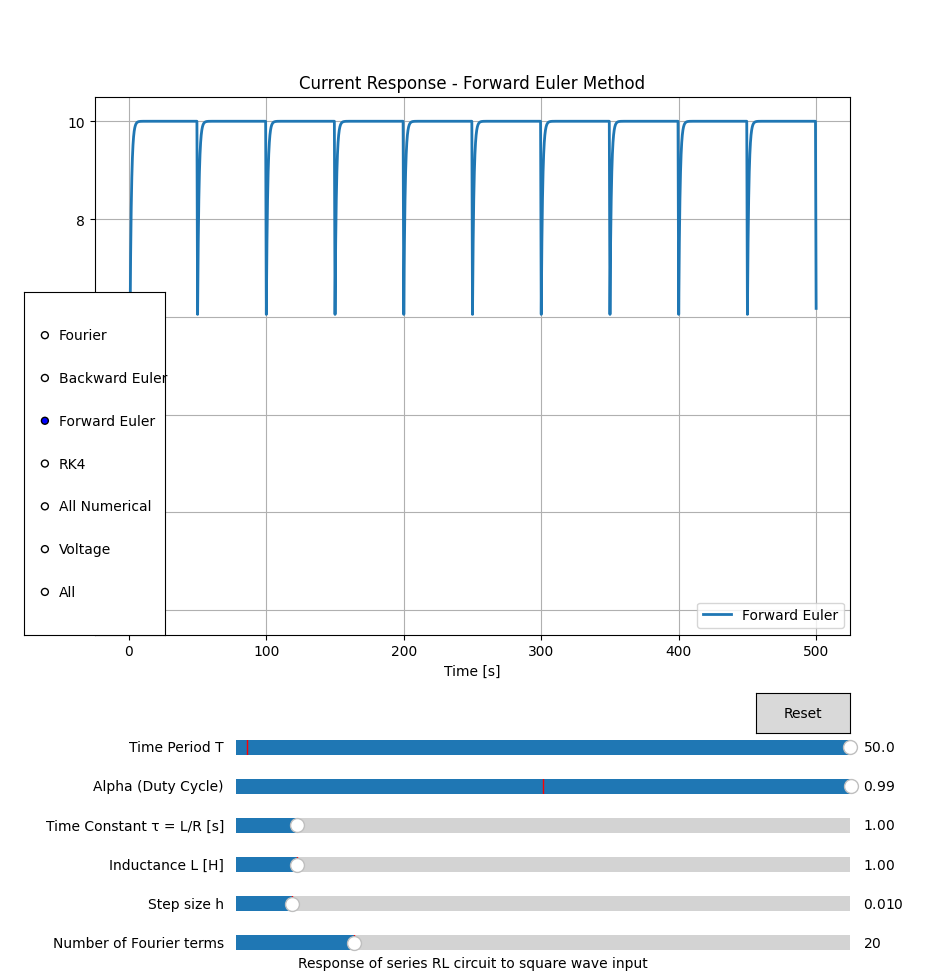 Current Response - Forward Euler Method
10
8
Fourier
Backward Euler
Forward Euler
RK4
All Numerical
Voltage
All
Forward Euler
0 100 200 300 400 500
Time [s]
Reset
Time Period T 50.0
Alpha (Duty Cycle) 0.99
Time Constant τ = L/R [s] 1.00
Inductance L [H] 1.00
Step size h 0.010
Number of Fourier terms 20
Response of series RL circuit to square wave input